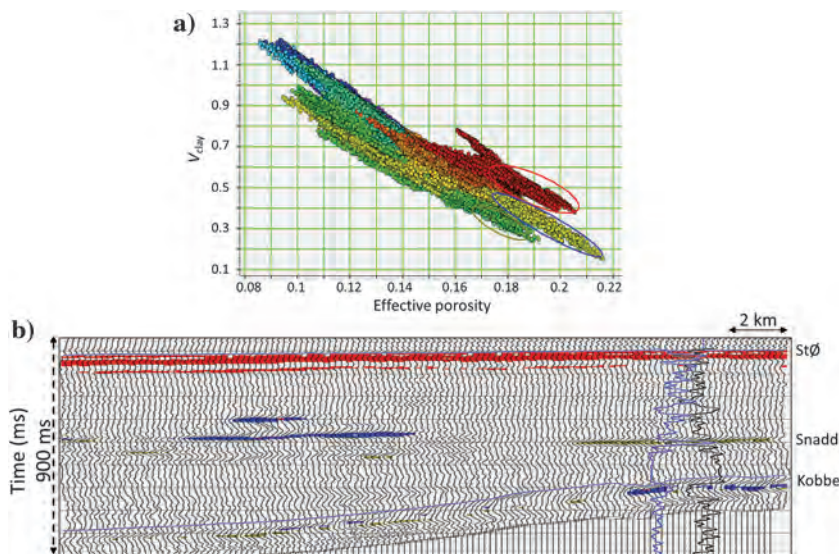 a)
1.3
1.1
0.9
0.7
0.5
0.3
0.1
Vclay
0.08 0.1 0.12 0.14 0.16 0.18 0.2 0.22
Effective porosity
b)
2 km
StØ
Snadd
Kobbe
Time (ms)
900 ms